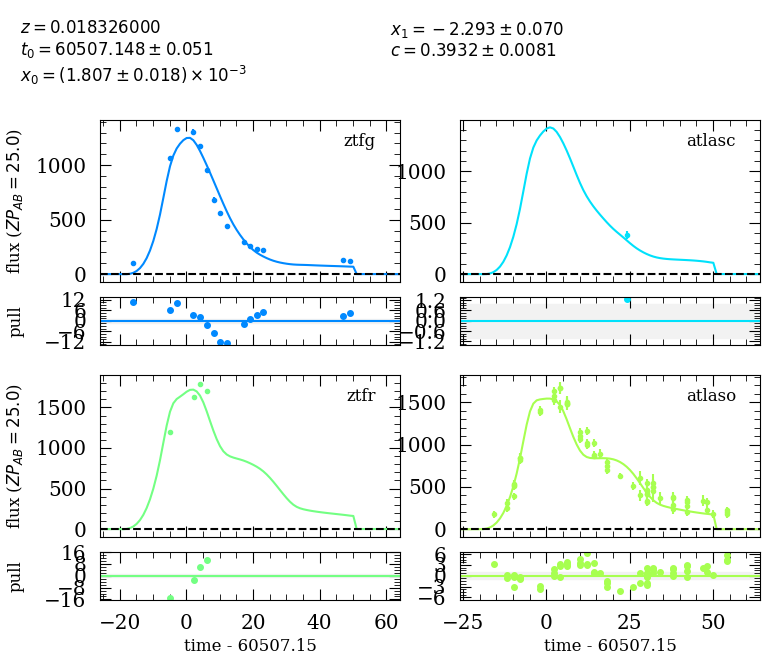 z = 0.018326000
t₀ = 60507.148 ± 0.051
x₀ = (1.807 ± 0.018) × 10⁻³
x₁ = −2.293 ± 0.070
c = 0.3932 ± 0.0081
flux (ZP_AB = 25.0)
1000
500
0
ztfg
1000
500
0
atlasc
pull
12
6
0
−6
−12
1.2
0.6
0.0
−0.6
−1.2
flux (ZP_AB = 25.0)
1500
1000
500
0
ztfr
1500
1000
500
0
atlaso
pull
16
8
0
−8
−16
6
3
0
−3
−6
−20 0 20 40 60
−25 0 25 50
time - 60507.15
time - 60507.15